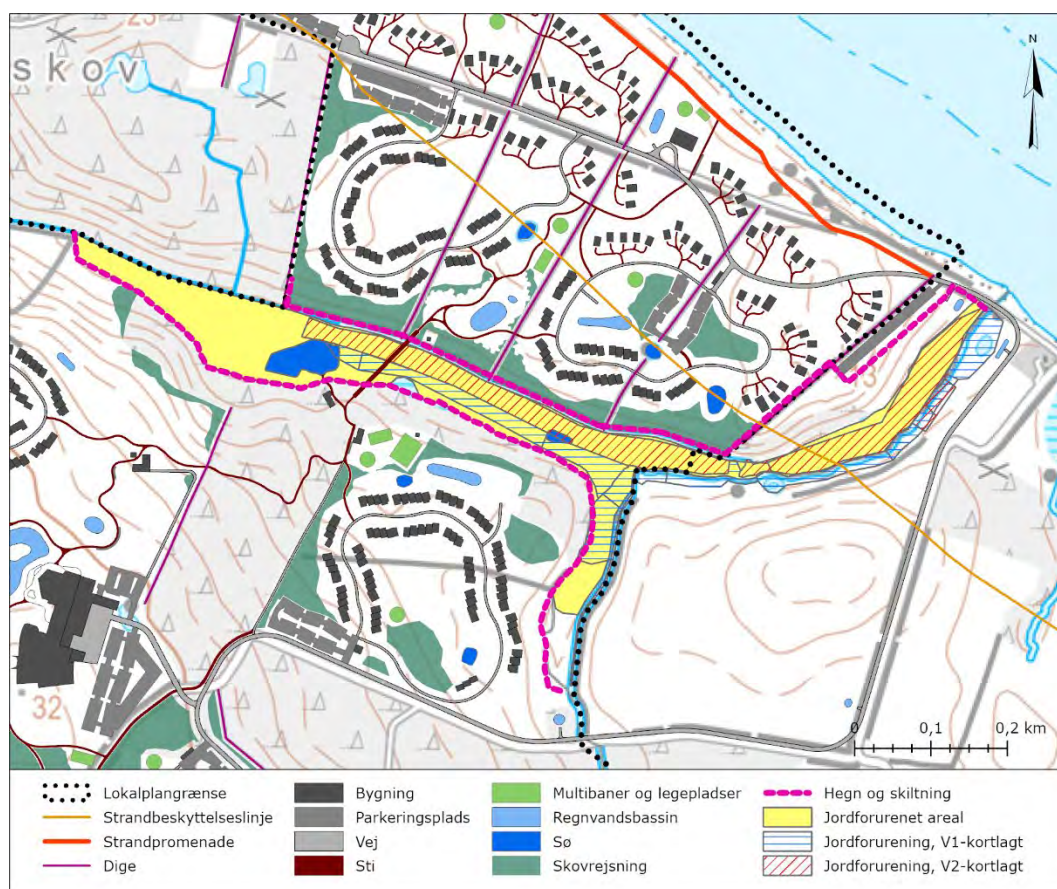 23
skov
N
13
32
0 0,1 0,2 km
Lokalplangrænse
Strandbeskyttelseslinje
Strandpromenade
Dige
Bygning
Parkeringsplads
Vej
Sti
Multibaner og legepladser
Regnvandsbassin
Sø
Skovrejsning
Hegn og skiltning
Jordforurenet areal
Jordforurening, V1-kortlagt
Jordforurening, V2-kortlagt